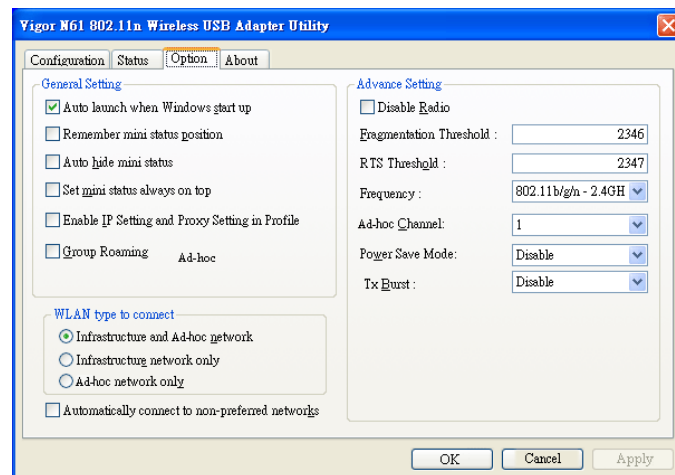 Vigor N61 802.11n Wireless USB Adapter Utility
Configuration Status Option About
General Setting
Auto launch when Windows start up
Remember mini status position
Auto hide mini status
Set mini status always on top
Enable IP Setting and Proxy Setting in Profile
Group Roaming Ad-hoc
WLAN type to connect
Infrastructure and Ad-hoc network
Infrastructure network only
Ad-hoc network only
Automatically connect to non-preferred networks
Advance Setting
Disable Radio
Fragmentation Threshold : 2346
RTS Threshold : 2347
Frequency : 802.11b/g/n - 2.4GH
Ad-hoc Channel: 1
Power Save Mode: Disable
Tx Burst : Disable
OK Cancel Apply